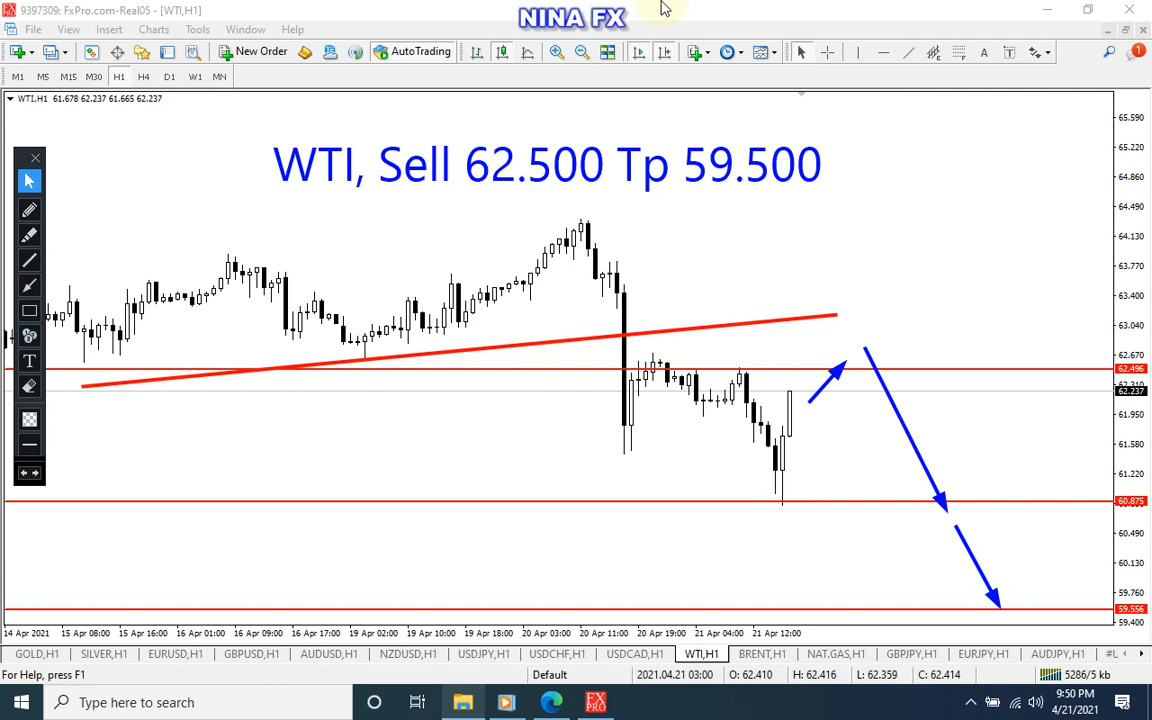 9397309: FxPro.com-Real05 - [WTI,H1]
NINA FX
File View Insert Charts Tools Window Help
New Order AutoTrading
A T 1
M1 M5 M15 M30 H1 H4 D1 W1 MN
WTI,H1 61.678 62.237 61.665 62.237
WTI, Sell 62.500 Tp 59.500
65.590
65.220
64.860
64.490
64.130
63.770
63.400
63.040
62.670
62.496
62.310
62.237
61.950
61.580
61.220
60.875
60.490
60.130
59.760
59.556
59.400
T
14 Apr 2021 15 Apr 08:00 15 Apr 16:00 16 Apr 01:00 16 Apr 09:00 16 Apr 17:00 19 Apr 02:00 19 Apr 10:00 19 Apr 18:00 20 Apr 03:00 20 Apr 11:00 20 Apr 19:00 21 Apr 04:00 21 Apr 12:00
GOLD,H1 SILVER,H1 EURUSD,H1 GBPUSD,H1 AUDUSD,H1 NZDUSD,H1 USDJPY,H1 USDCHF,H1 USDCAD,H1 WTI,H1 BRENT,H1 NAT.GAS,H1 GBPJPY,H1 EURJPY,H1 AUDJPY,H1 #U
For Help, press F1 Default 2021.04.21 03:00 O: 62.410 H: 62.416 L: 62.359 C: 62.414 5286/5 kb
Type here to search
FX PRO
9:50 PM
4/21/2021